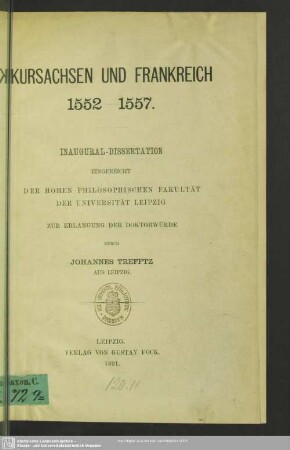 KURSACHSEN UND FRANKREICH
1552–1557.
INAUGURAL-DISSERTATION
EINGEREICHT
DER HOHEN PHILOSOPHISCHEN FAKULTÄT
DER UNIVERSITÄT LEIPZIG
ZUR ERLANGUNG DER DOKTORWÜRDE
DURCH
JOHANNES TREFFTZ
AUS LEIPZIG.
LEIPZIG.
VERLAG VON GUSTAV FOCK.
1891.